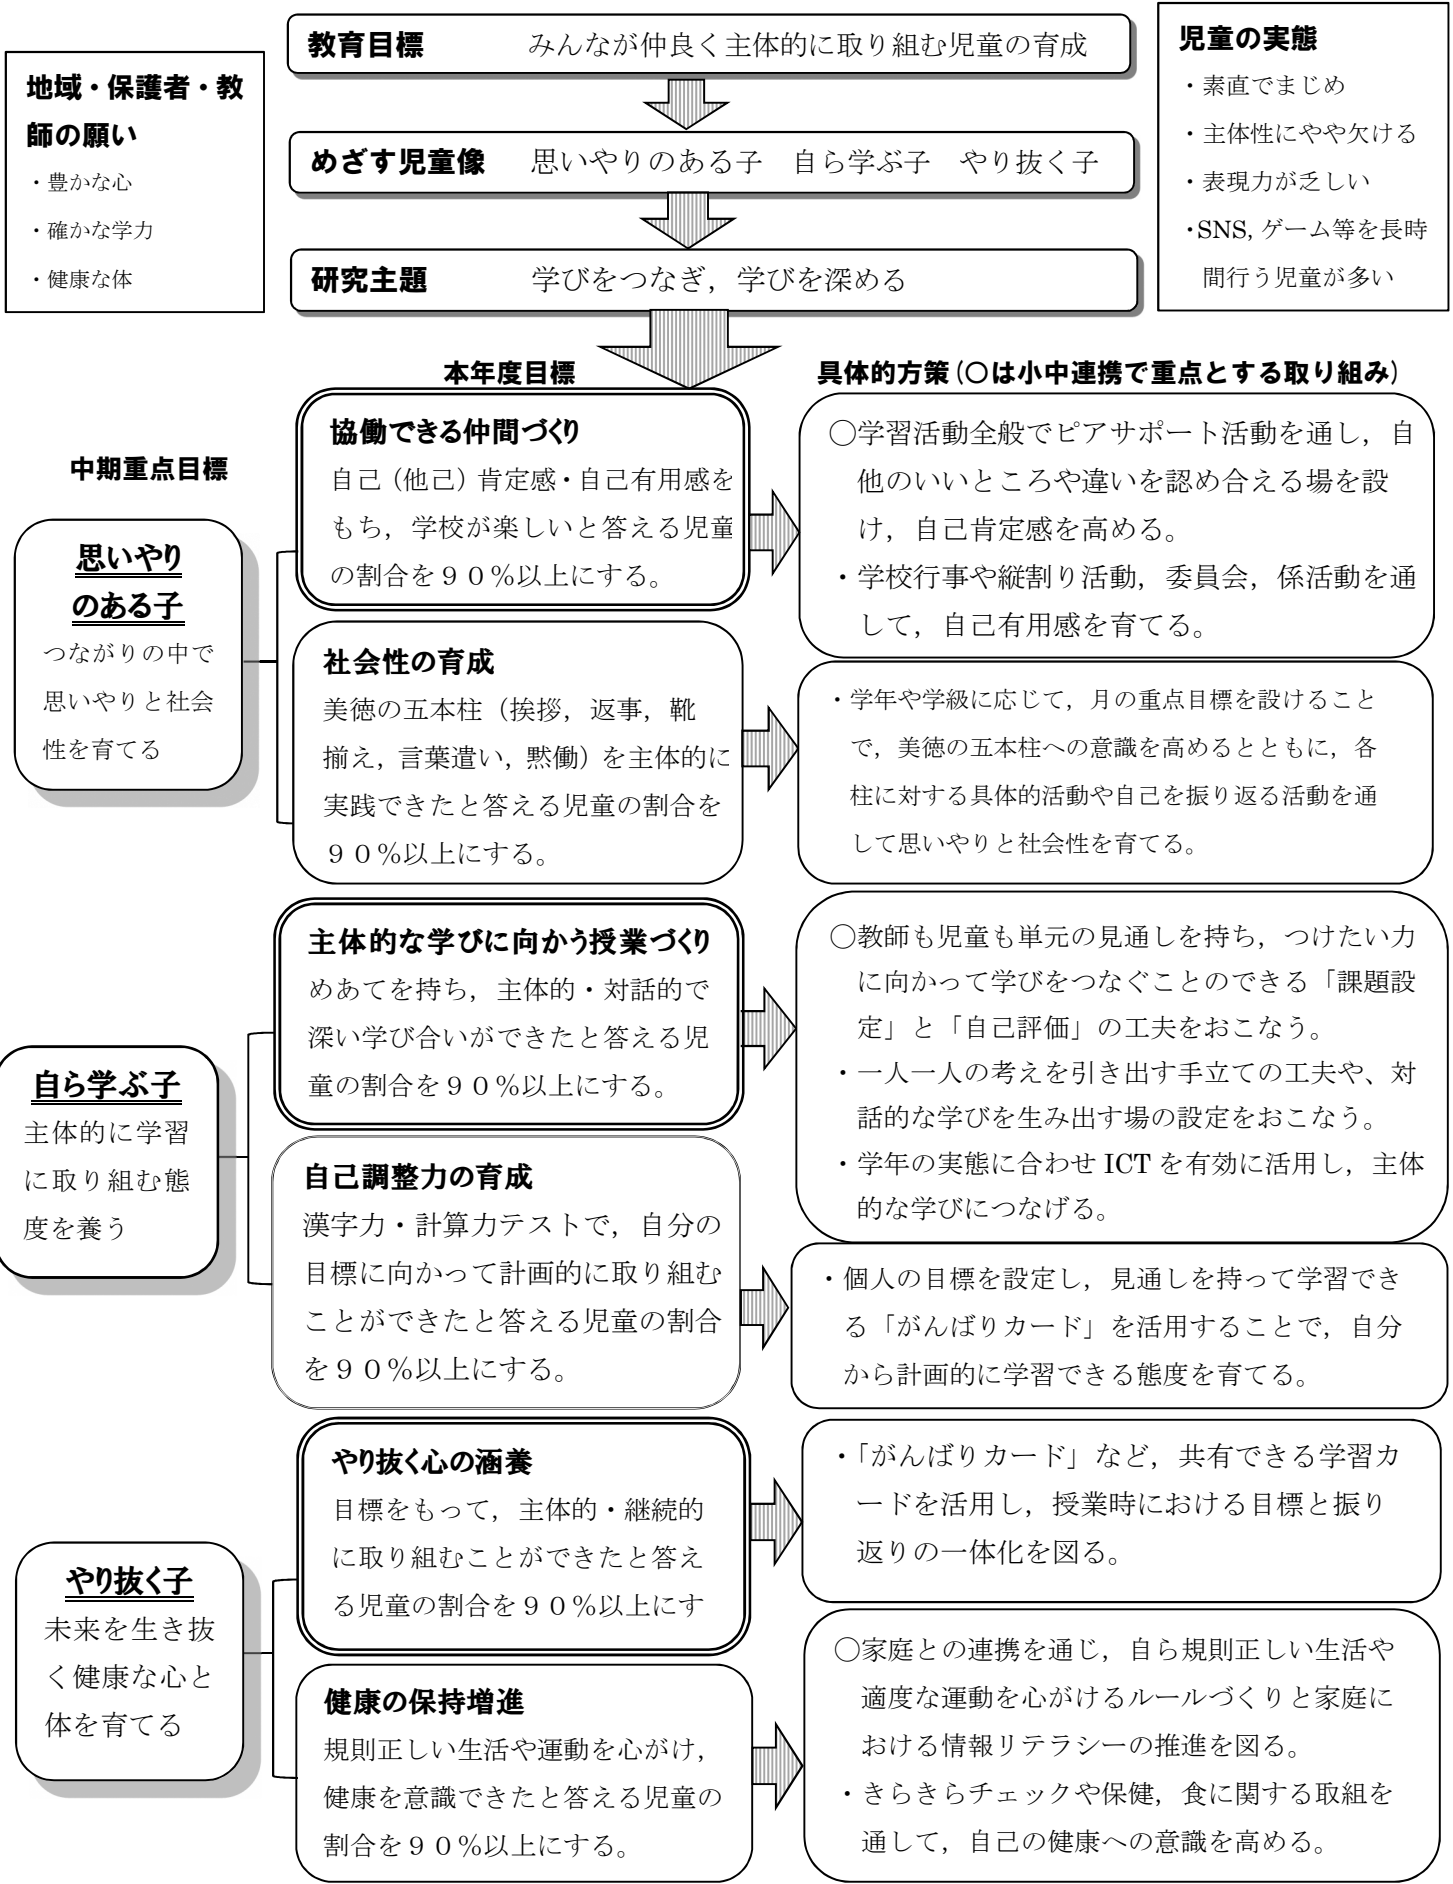 教育目標　みんなが仲良く主体的に取り組む児童の育成
地域・保護者・教
師の願い
・豊かな心
・確かな学力
・健康な体
めざす児童像　思いやりのある子　自ら学ぶ子　やり抜く子
研究主題　学びをつなぎ，学びを深める
児童の実態
・素直でまじめ
・主体性にやや欠ける
・表現力が乏しい
・SNS,ゲーム等を長時
間行う児童が多い
本年度目標
具体的方策(○は小中連携で重点とする取り組み)
中期重点目標
思いやり
のある子
つながりの中で
思いやりと社会
性を育てる
協働できる仲間づくり
自己（他己）肯定感・自己有用感を
もち，学校が楽しいと答える児童
の割合を９０％以上にする。
○学習活動全般でピアサポート活動を通し，自
他のいいところや違いを認め合える場を設
け，自己肯定感を高める。
・学校行事や縦割り活動，委員会，係活動を通
して，自己有用感を育てる。
社会性の育成
美徳の五本柱（挨拶，返事，靴
揃え，言葉遣い，黙働）を主体的に
実践できたと答える児童の割合を
９０％以上にする。
・学年や学級に応じて，月の重点目標を設けること
で，美徳の五本柱への意識を高めるとともに，各
柱に対する具体的活動や自己を振り返る活動を通
して思いやりと社会性を育てる。
自ら学ぶ子
主体的に学習
に取り組む態
度を養う
主体的な学びに向かう授業づくり
めあてを持ち，主体的・対話的で
深い学び合いができたと答える児
童の割合を９０％以上にする。
○教師も児童も単元の見通しを持ち，つけたい力
に向かって学びをつなぐことのできる「課題設
定」と「自己評価」の工夫をおこなう。
・一人一人の考えを引き出す手立ての工夫や、対
話的な学びを生み出す場の設定をおこなう。
・学年の実態に合わせ ICT を有効に活用し，主体
的な学びにつなげる。
自己調整力の育成
漢字力・計算力テストで，自分の
目標に向かって計画的に取り組む
ことができたと答える児童の割合
を９０％以上にする。
・個人の目標を設定し，見通しを持って学習でき
る「がんばりカード」を活用することで，自分
から計画的に学習できる態度を育てる。
やり抜く子
未来を生き抜
く健康な心と
体を育てる
やり抜く心の涵養
目標をもって，主体的・継続的
に取り組むことができたと答え
る児童の割合を９０％以上にす
・「がんばりカード」など，共有できる学習カ
ードを活用し，授業時における目標と振り
返りの一体化を図る。
健康の保持増進
規則正しい生活や運動を心がけ，
健康を意識できたと答える児童の
割合を９０％以上にする。
○家庭との連携を通じ，自ら規則正しい生活や
適度な運動を心がけるルールづくりと家庭に
おける情報リテラシーの推進を図る。
・きらきらチェックや保健，食に関する取組を
通して，自己の健康への意識を高める。